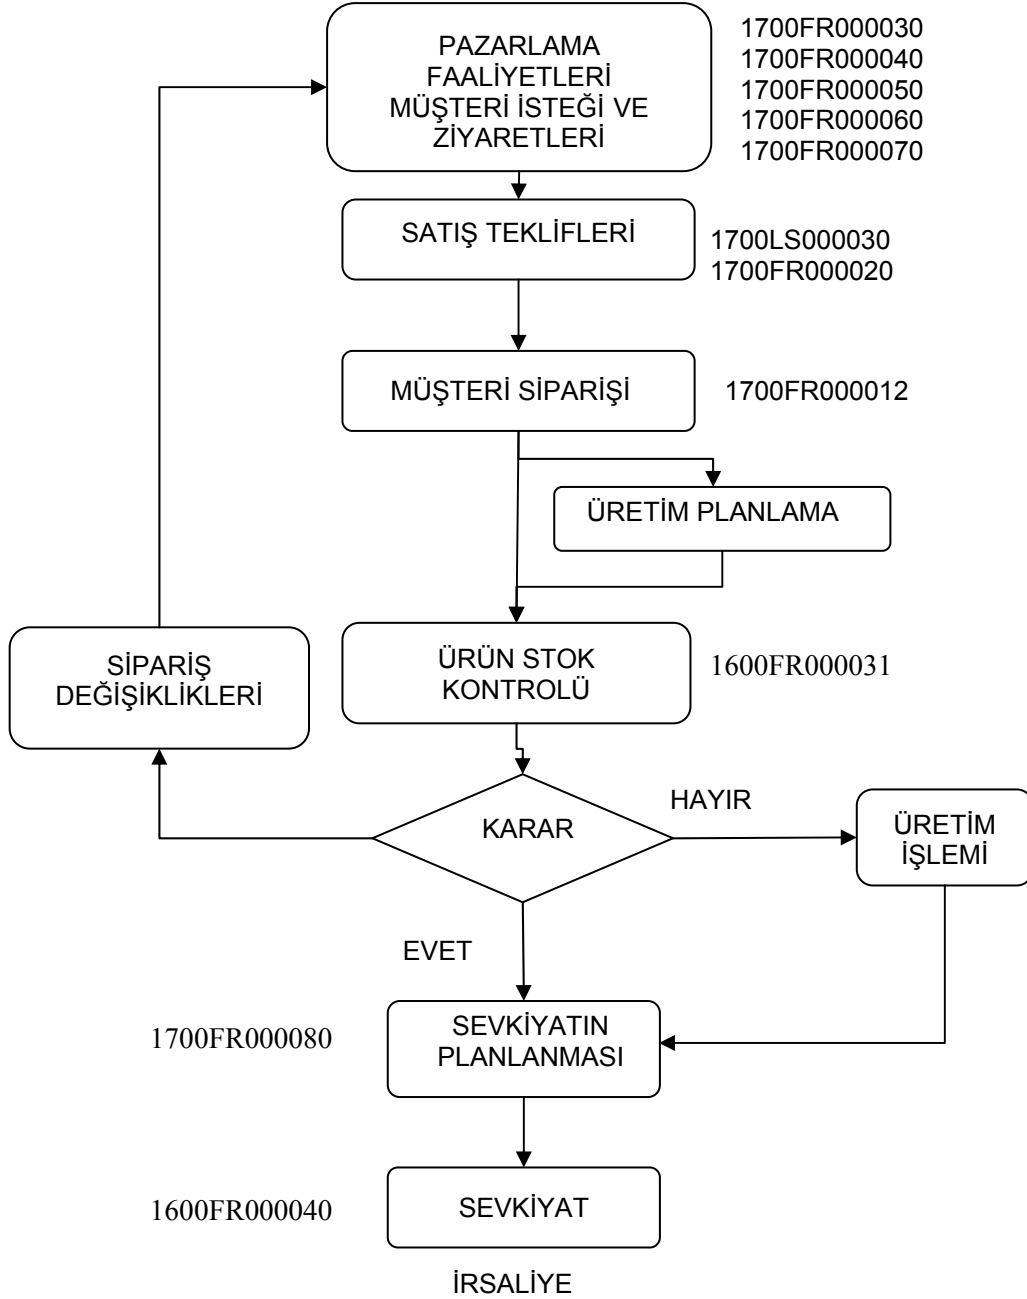 PAZARLAMA
FAALİYETLERİ
MÜŞTERİ İSTEĞİ VE
ZİYARETLERİ
1700FR000030
1700FR000040
1700FR000050
1700FR000060
1700FR000070
SATIŞ TEKLİFLERİ
1700LS000030
1700FR000020
MÜŞTERİ SİPARİŞİ
1700FR000012
ÜRETİM PLANLAMA
SİPARİŞ
DEĞİŞİKLİKLERİ
ÜRÜN STOK
KONTROLÜ
1600FR000031
KARAR
HAYIR
ÜRETİM
İŞLEMİ
EVET
1700FR000080
SEVKİYATIN
PLANLANMASI
1600FR000040
SEVKİYAT
İRSALİYE